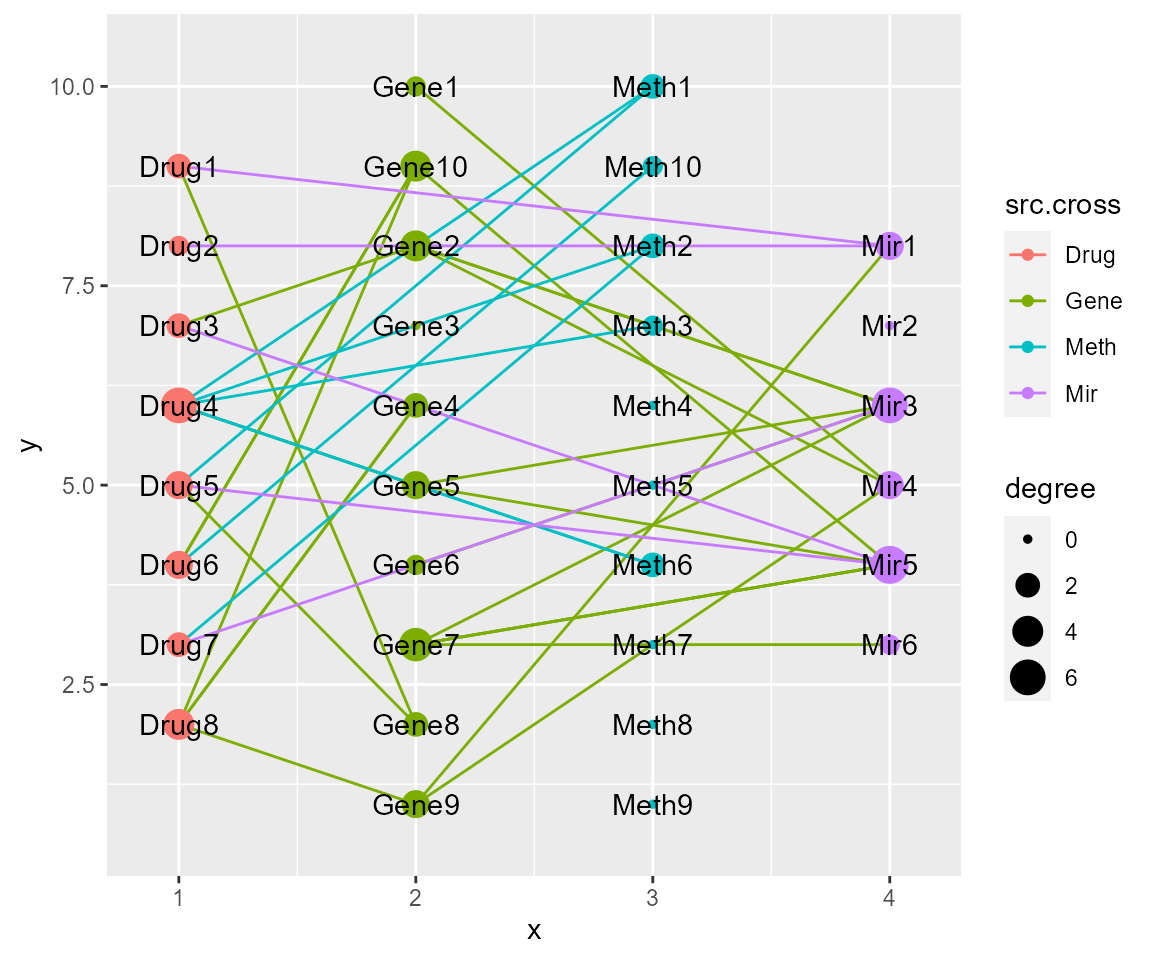 10.0
7.5
5.0
2.5
y
Gene1 Meth1
Drug1 Gene10 Meth10
Drug2 Gene2 Meth2 Mir1
Drug3 Gene3 Meth3 Mir2
Drug4 Gene4 Meth4 Mir3
Drug5 Gene5 Meth5 Mir4
Drug6 Gene6 Meth6 Mir5
Drug7 Gene7 Meth7 Mir6
Drug8 Gene8 Meth8
Gene9 Meth9
1 2 3 4
x
src.cross
Drug
Gene
Meth
Mir
degree
0
2
4
6